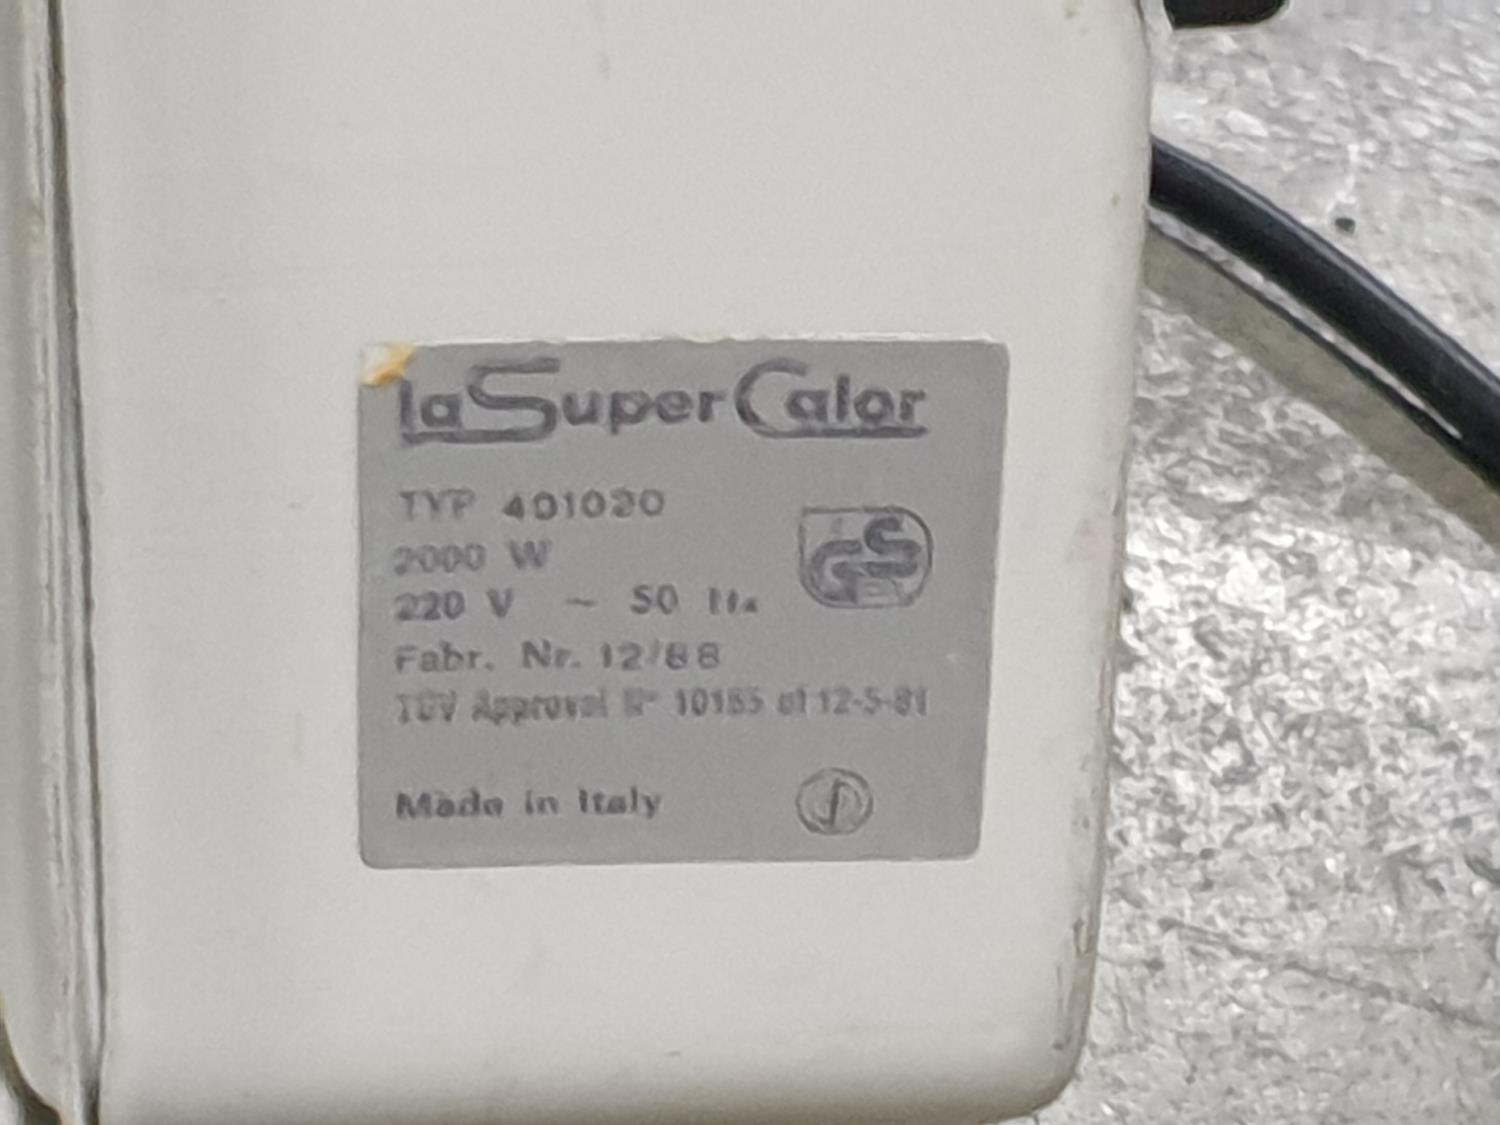 la Super Calor
TYP 401020
2000 W
220 V ~ 50 Hz
GS
Fabr. Nr. 12/88
TÜV Approval N° 10165 of 12-5-81
Made in Italy